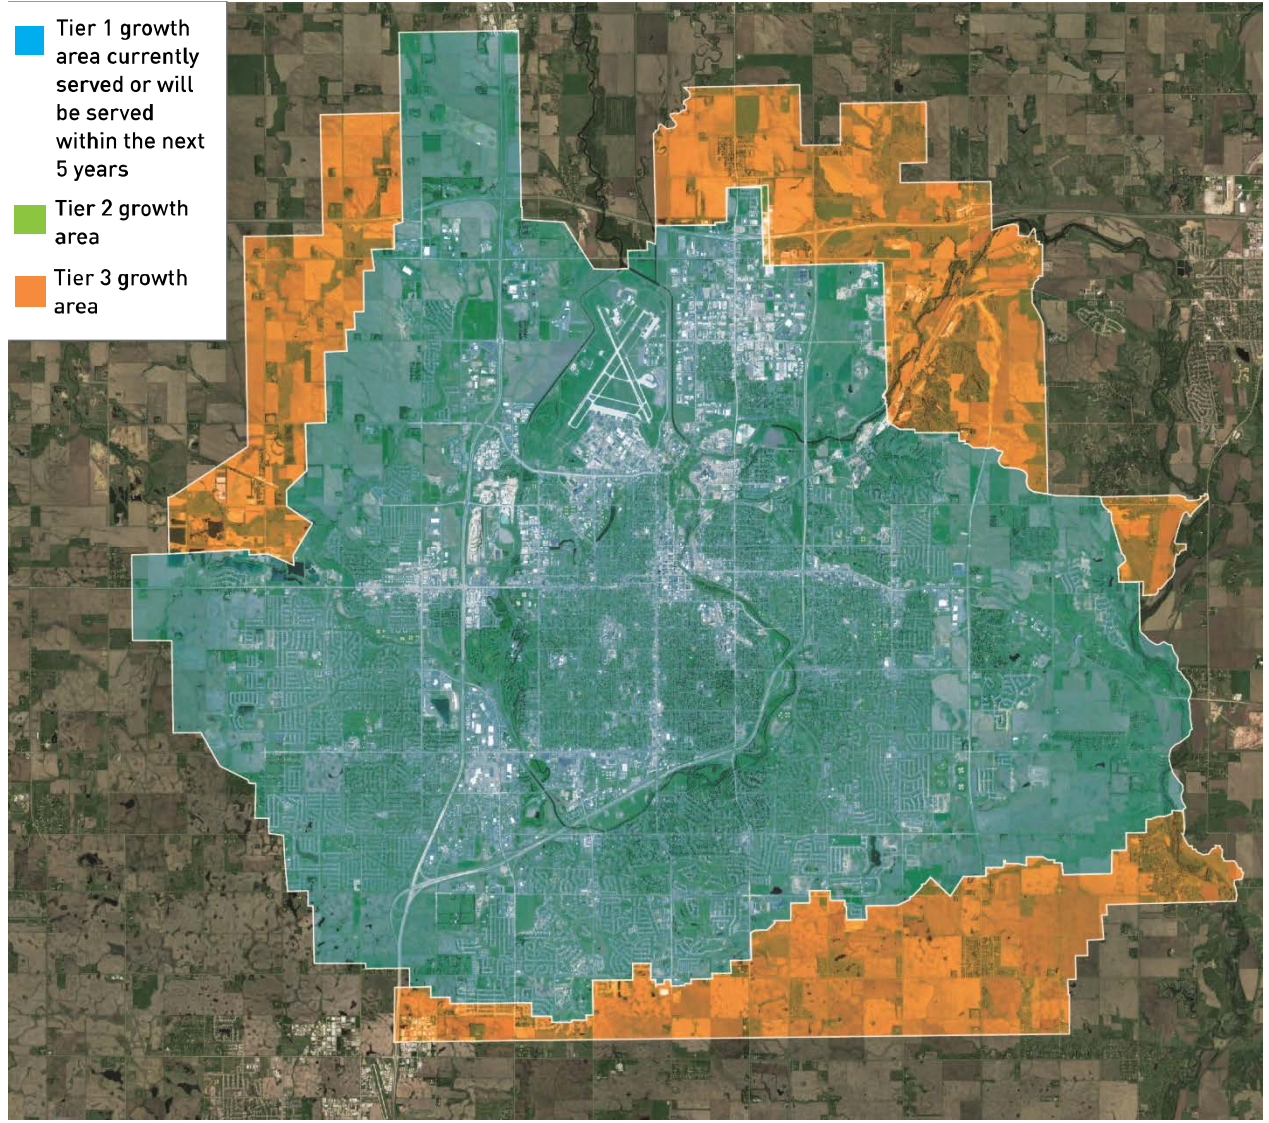 Tier 1 growth
area currently
served or will
be served
within the next
5 years
Tier 2 growth
area
Tier 3 growth
area